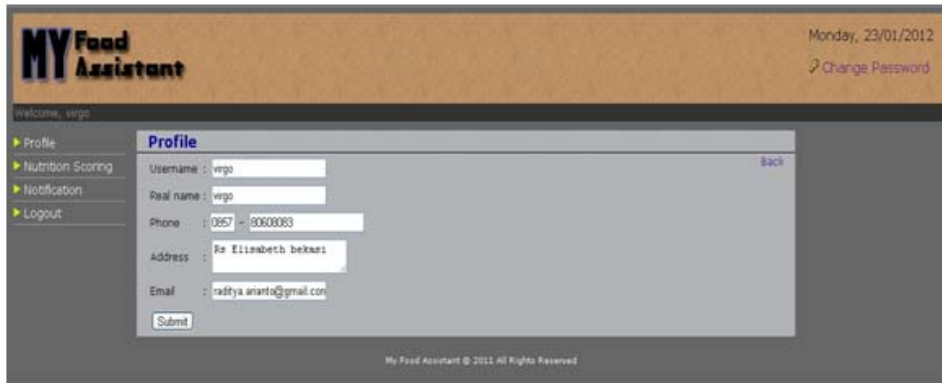 MY Food Assistant
Monday, 23/01/2012
Change Password
Welcome, virgo
Profile
Nutrition Scoring
Notification
Logout
Profile
Back
Username : virgo
Real name : virgo
Phone : 0857 - 80608083
Address : Rs Elisabeth bekasi
Email : raditya.arianto@gmail.com
Submit
My Food Assistant © 2011 All Rights Reserved